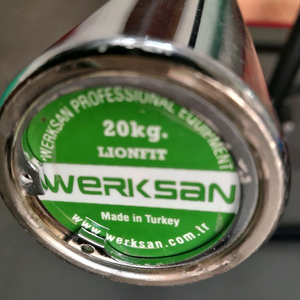 WERKSAN PROFESSIONAL EQUIPMENT
20kg.
LIONFIT
werksan
Made in Turkey
www.werksan.com.tr